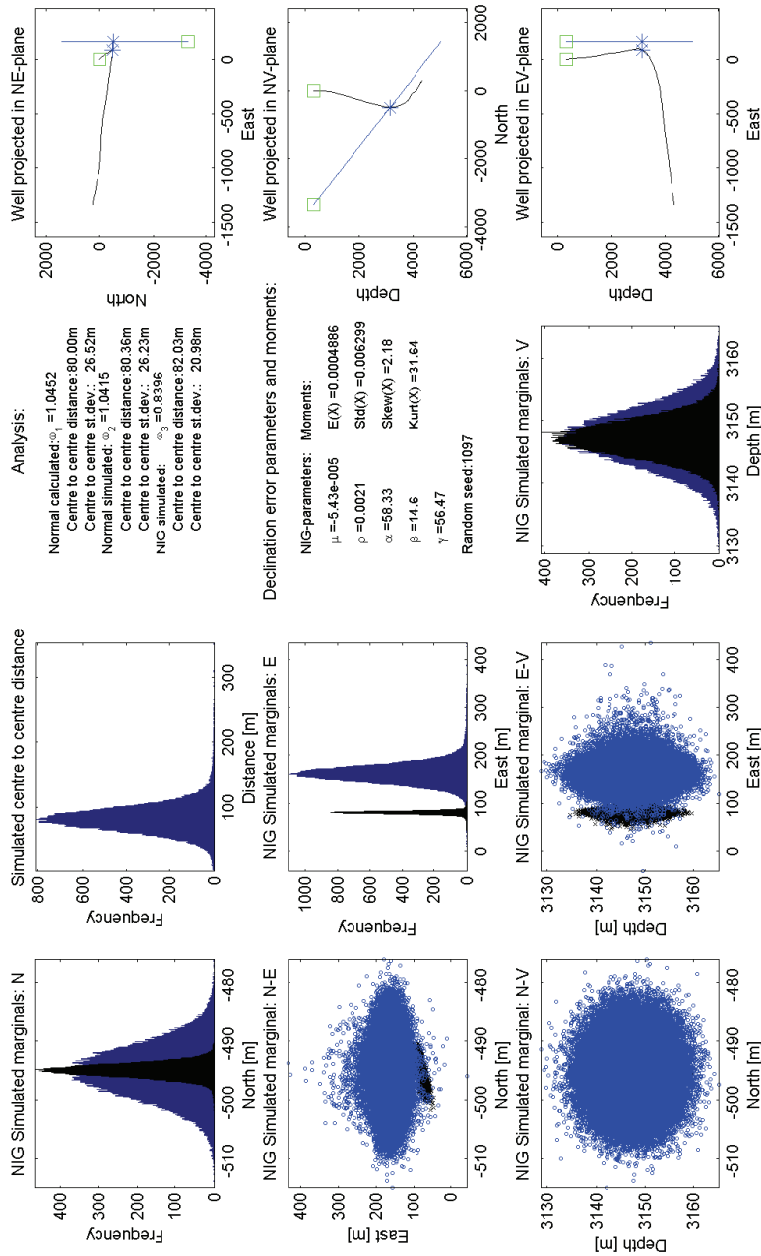 NIG Simulated marginals: N
400
300
200
100
0
Frequency
-510 -500 -490 -480
North [m]
Simulated centre to centre distance
800
600
400
200
0
Frequency
100 200 300
Distance [m]
Analysis:
Normal calculated:ω1 =1.0452
Centre to centre distance:80.00m
Centre to centre st.dev.: 26.52m
Normal simulated: ω2 =1.0415
Centre to centre distance:80.36m
Centre to centre st.dev.: 26.23m
NIG simulated: ω3 =0.8396
Centre to centre distance:82.03m
Centre to centre st.dev.: 20.98m
Well projected in NE-plane
2000
0
-2000
-4000
North
-1500 -1000 -500 0
East
NIG Simulated marginal: N-E
400
300
200
100
0
East[m]
-510 -500 -490 -480
North [m]
NIG Simulated marginals: E
1000
800
600
400
200
0
Frequency
0 100 200 300 400
East [m]
Declination error parameters and moments:
NIG-parameters: Moments:
μ =-5.43e-005 E(X) =0.0004886
ρ =0.0021 Std(X) =0.006299
α =58.33 Skew(X) =2.18
β =14.6 Kurt(X) =31.64
γ =56.47
Random seed:1097
Well projected in NV-plane
0
2000
4000
6000
Depth
-4000 -2000 0 2000
North
NIG Simulated marginal: N-V
3130
3140
3150
3160
Depth [m]
-510 -500 -490 -480
North [m]
NIG Simulated marginal: E-V
3130
3140
3150
3160
Depth [m]
0 100 200 300 400
East [m]
NIG Simulated marginals: V
400
300
200
100
0
Frequency
3130 3140 3150 3160
Depth [m]
Well projected in EV-plane
0
2000
4000
6000
Depth
-1500 -1000 -500 0
East